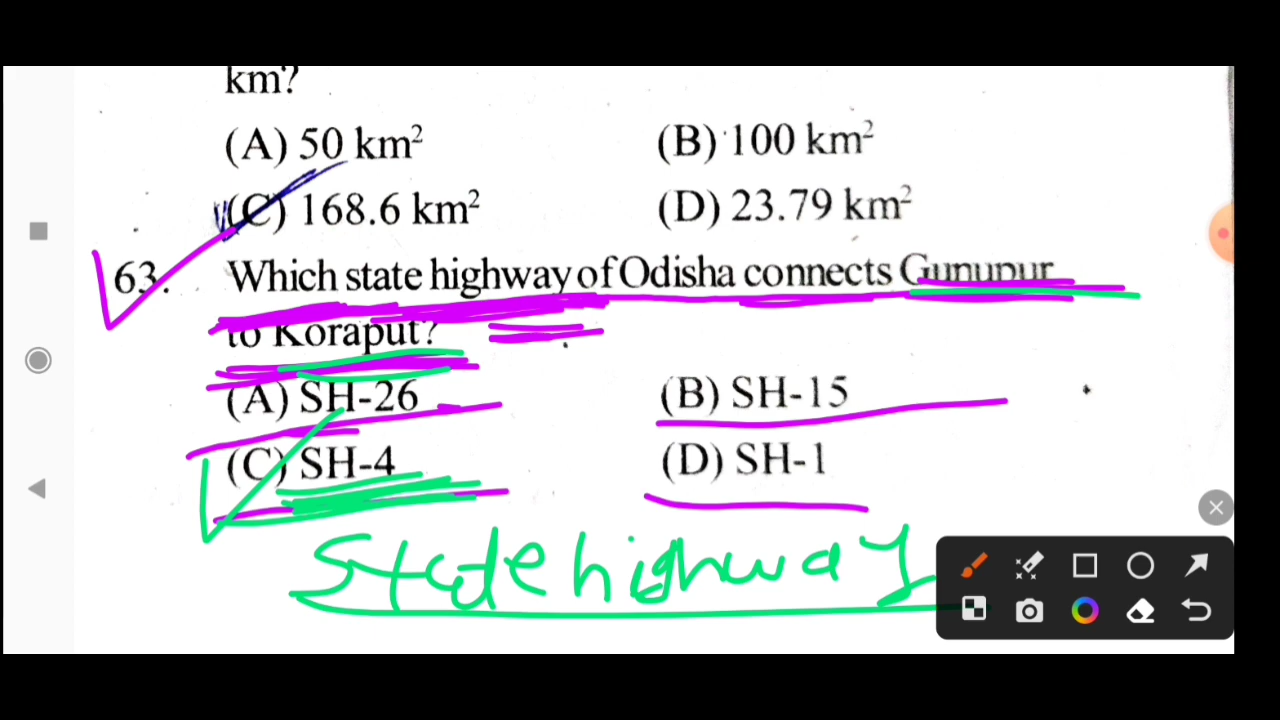 km?
(A) 50 km²
(B) 100 km²
(C) 168.6 km²
(D) 23.79 km²
63. Which state highway of Odisha connects Gunupur
to Koraput?
(A) SH-26
(B) SH-15
(C) SH-4
(D) SH-1
State highway